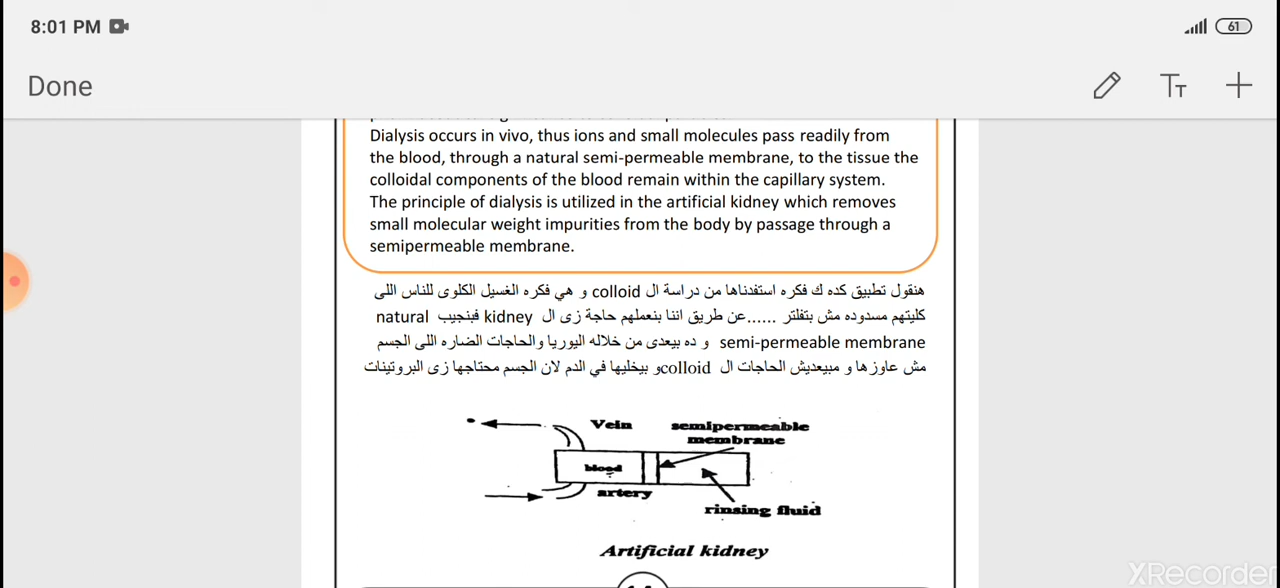 8:01 PM
61
Done
Dialysis occurs in vivo, thus ions and small molecules pass readily from
the blood, through a natural semi-permeable membrane, to the tissue the
colloidal components of the blood remain within the capillary system.
The principle of dialysis is utilized in the artificial kidney which removes
small molecular weight impurities from the body by passage through a
semipermeable membrane.
هنقول تطبيق كده ك فكره استفدناها من دراسة ال colloid و هي فكره الغسيل الكلوى للناس اللى
كليتهم مسدوده مش بتفلتر ......عن طريق اننا بنعملهم حاجة زى ال kidney فبنجيب natural
semi-permeable membrane و ده بيعدى من خلاله اليوريا والحاجات الضاره اللى الجسم
مش عاوزها و مبيعديش الحاجات ال colloidو بيخليها في الدم لان الجسم محتاجها زى البروتينات
Vein
semipermeable
membrane
blood
artery
rinsing fluid
Artificial kidney
XRecorder